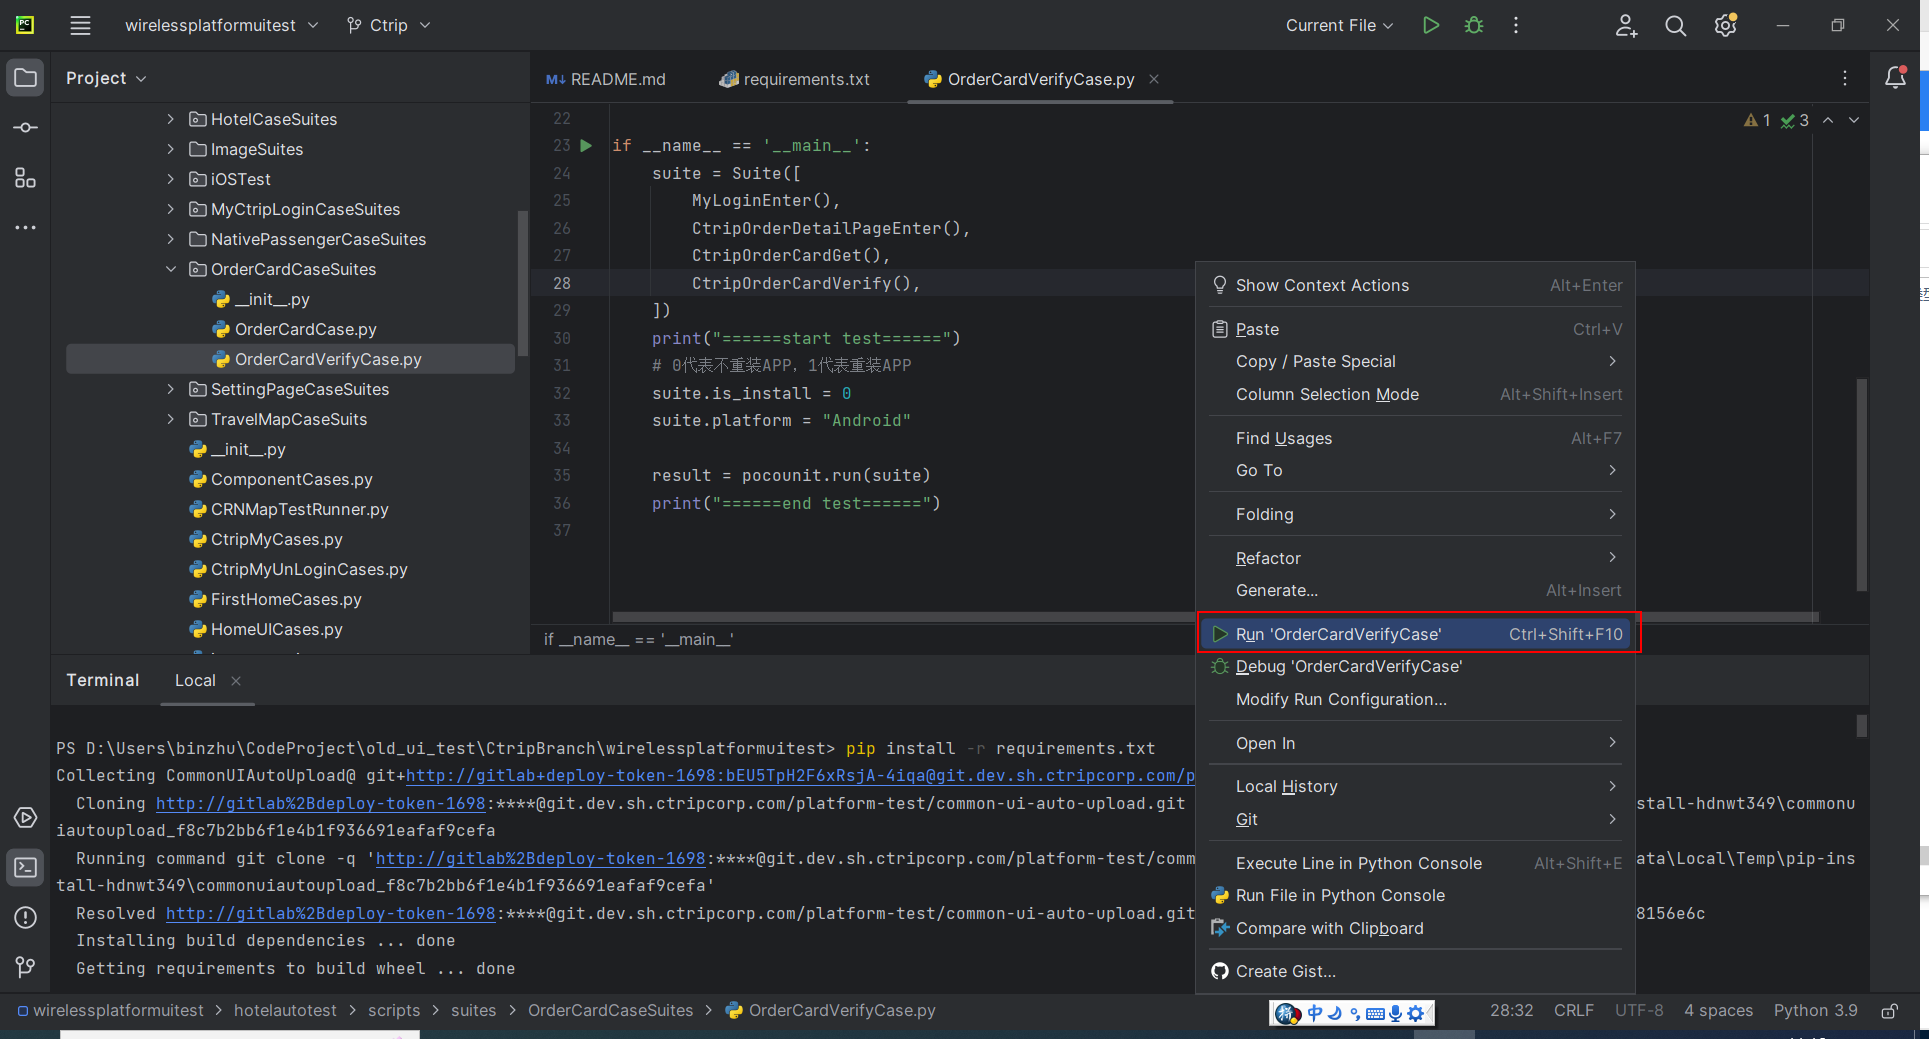 wirelessplatformuitest
Ctrip
Current File
Project
HotelCaseSuites
ImageSuites
iOSTest
MyCtripLoginCaseSuites
NativePassengerCaseSuites
OrderCardCaseSuites
__init__.py
OrderCardCase.py
OrderCardVerifyCase.py
SettingPageCaseSuites
TravelMapCaseSuits
__init__.py
ComponentCases.py
CRNMapTestRunner.py
CtripMyCases.py
CtripMyUnLoginCases.py
FirstHomeCases.py
HomeUICases.py
M↓ README.md
requirements.txt
OrderCardVerifyCase.py
1 3
22
23 if __name__ == '__main__':
24 suite = Suite([
25 MyLoginEnter(),
26 CtripOrderDetailPageEnter(),
27 CtripOrderCardGet(),
28 CtripOrderCardVerify(),
29 ])
30 print("======start test======")
31 # 0代表不重装APP，1代表重装APP
32 suite.is_install = 0
33 suite.platform = "Android"
34
35 result = pocounit.run(suite)
36 print("======end test======")
37
if __name__ == '__main__'
Show Context Actions Alt+Enter
Paste Ctrl+V
Copy / Paste Special
Column Selection Mode Alt+Shift+Insert
Find Usages Alt+F7
Go To
Folding
Refactor
Generate... Alt+Insert
Run 'OrderCardVerifyCase' Ctrl+Shift+F10
Debug 'OrderCardVerifyCase'
Modify Run Configuration...
Open In
Local History
Git
Execute Line in Python Console Alt+Shift+E
Run File in Python Console
Compare with Clipboard
Create Gist...
Terminal Local
PS D:\Users\binzhu\CodeProject\old_ui_test\CtripBranch\wirelessplatformuitest> pip install -r requirements.txt
Collecting CommonUIAutoUpload@ git+http://gitlab+deploy-token-1698:bEU5TpH2F6xRsjA-4iqa@git.dev.sh.ctripcorp.com/p
Cloning http://gitlab%2Bdeploy-token-1698:****@git.dev.sh.ctripcorp.com/platform-test/common-ui-auto-upload.git stall-hdnwt349\commonu
iautoupload_f8c7b2bb6f1e4b1f936691eafaf9cefa
Running command git clone -q 'http://gitlab%2Bdeploy-token-1698:****@git.dev.sh.ctripcorp.com/platform-test/comm ata\Local\Temp\pip-ins
tall-hdnwt349\commonuiautoupload_f8c7b2bb6f1e4b1f936691eafaf9cefa'
Resolved http://gitlab%2Bdeploy-token-1698:****@git.dev.sh.ctripcorp.com/platform-test/common-ui-auto-upload.git 8156e6c
Installing build dependencies ... done
Getting requirements to build wheel ... done
wirelessplatformuitest > hotelautotest > scripts > suites > OrderCardCaseSuites > OrderCardVerifyCase.py
中
28:32 CRLF UTF-8 4 spaces Python 3.9